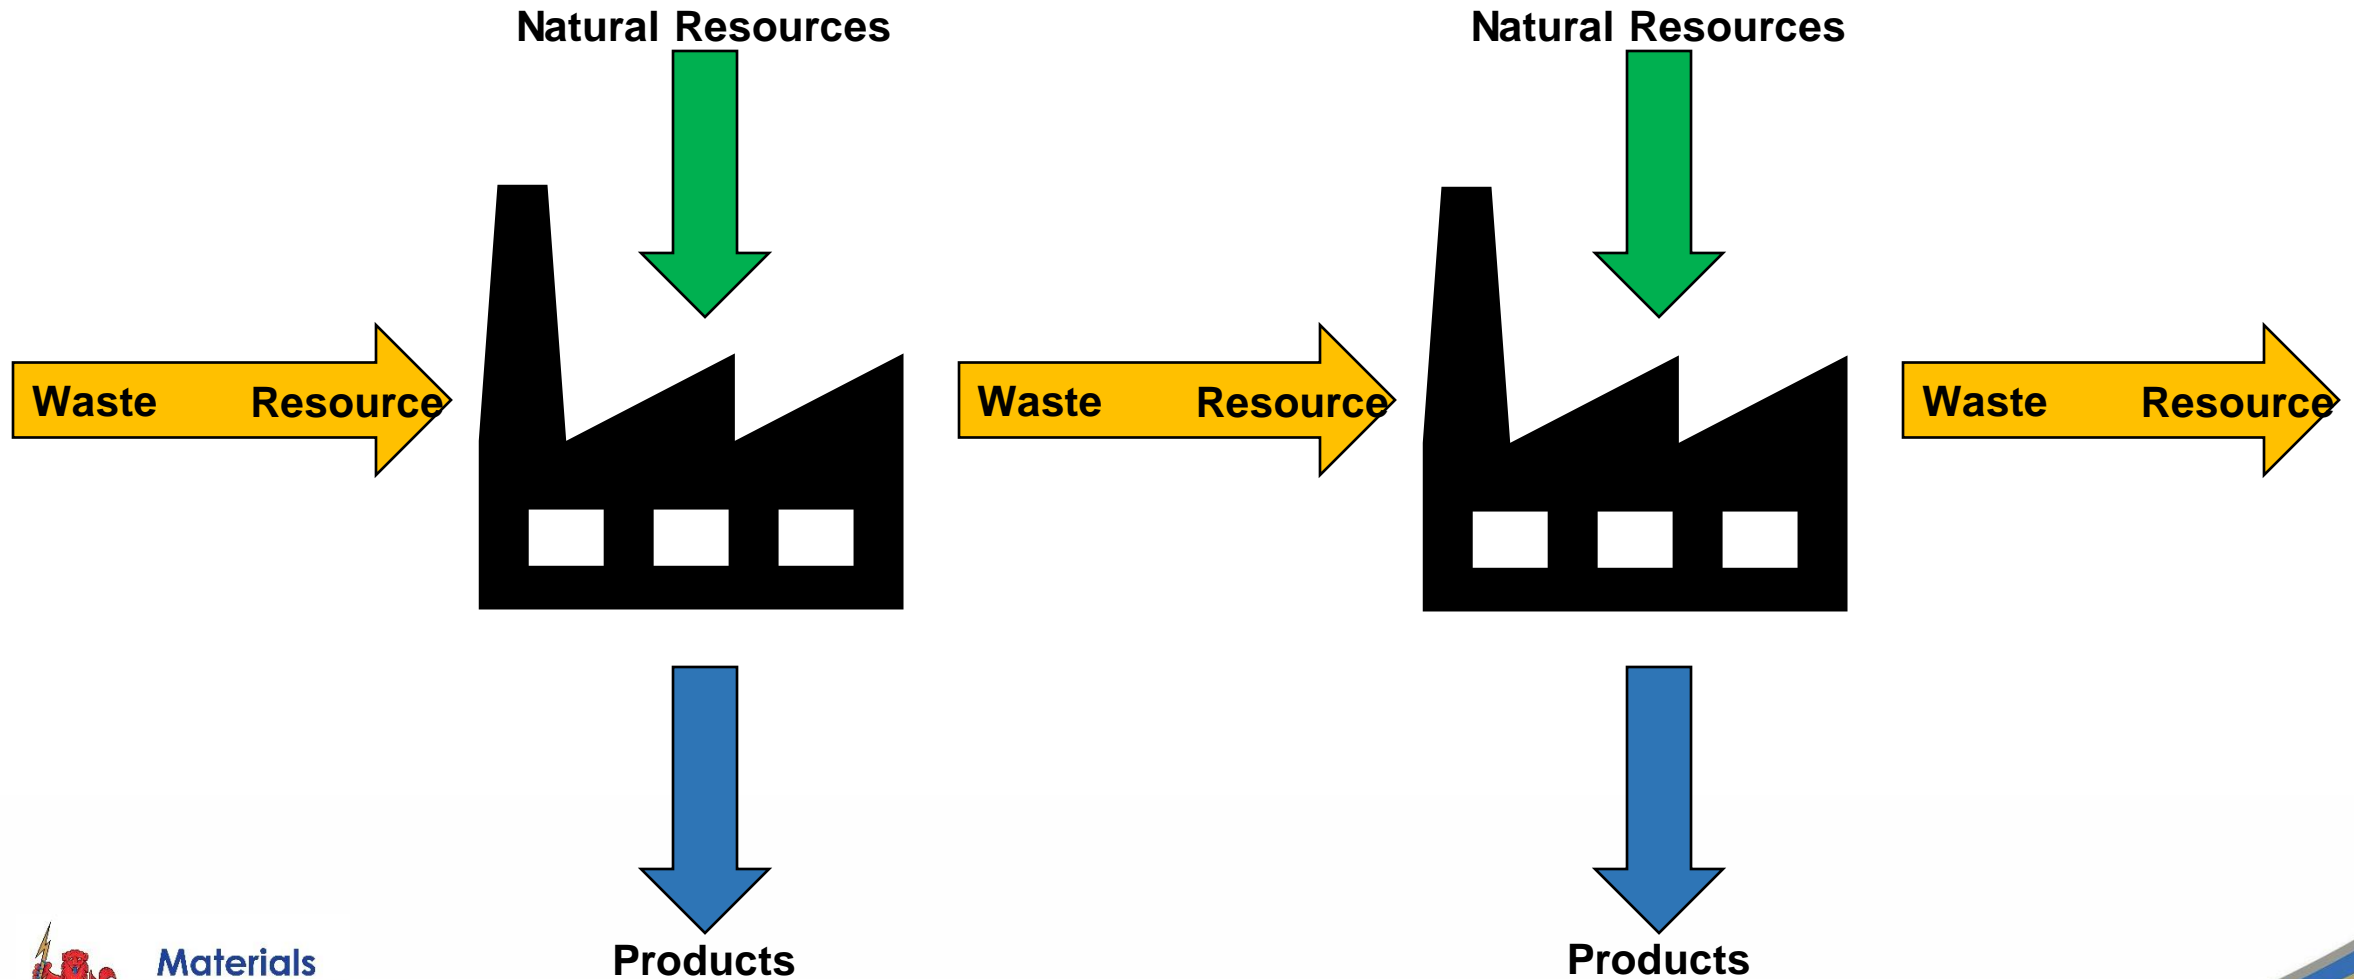 Natural Resources
Natural Resources
Waste Resource
Waste Resource
Waste Resource
Materials
Products
Products